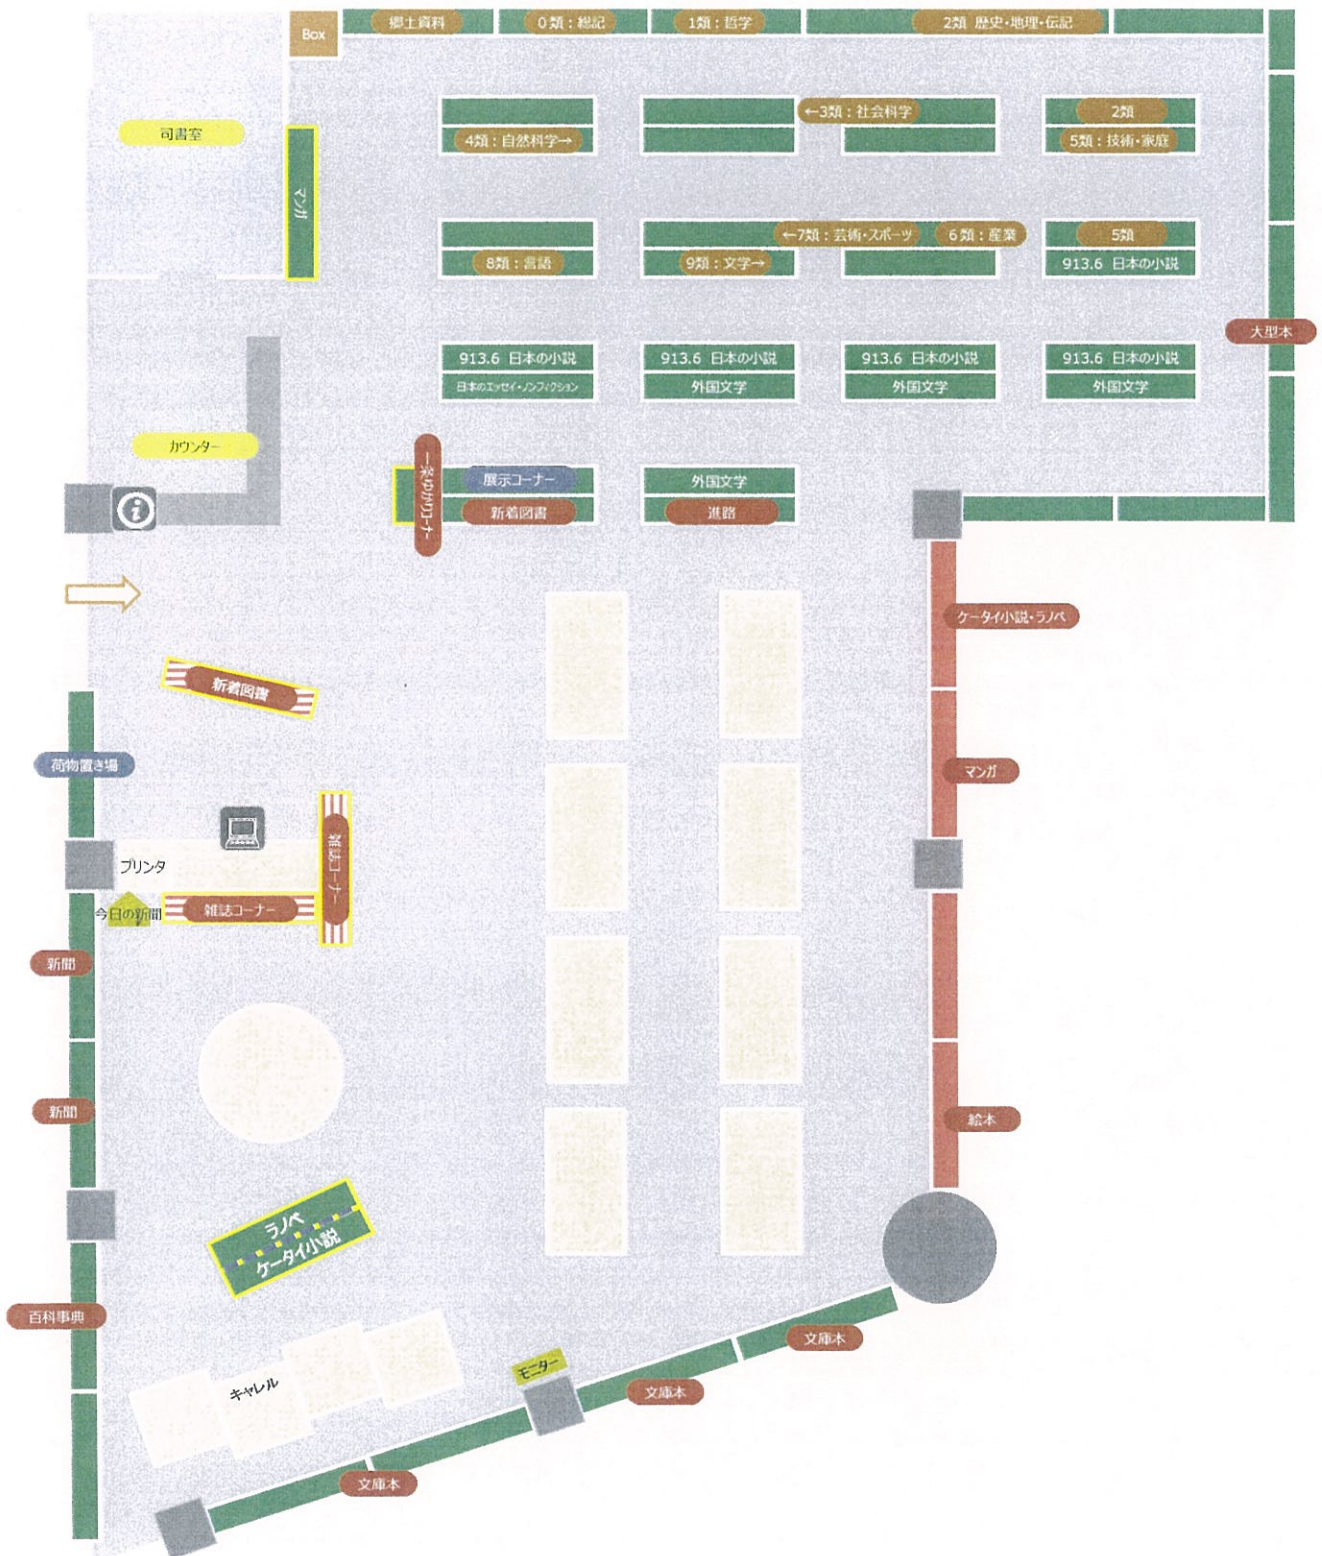 Box
郷土資料
0類：総記
1類：哲学
2類 歴史・地理・伝記
司書室
マンガ
←3類：社会科学
2類
4類：自然科学→
5類：技術・家庭
←7類：芸術・スポーツ
6類：産業
5類
8類：言語
9類：文学→
913.6 日本の小説
大型本
913.6 日本の小説
913.6 日本の小説
913.6 日本の小説
913.6 日本の小説
日本のエッセイ・ノンフィクション
外国文学
外国文学
外国文学
カウンター
一条ゆかりコーナー
展示コーナー
外国文学
新着図書
進路
ケータイ小説・ラノベ
新着図書
荷物置き場
マンガ
プリンタ
雑誌コーナー
今日の新聞
雑誌コーナー
新聞
新聞
絵本
ラノベ
ケータイ小説
百科事典
文庫本
モニター
キャレル
文庫本
文庫本